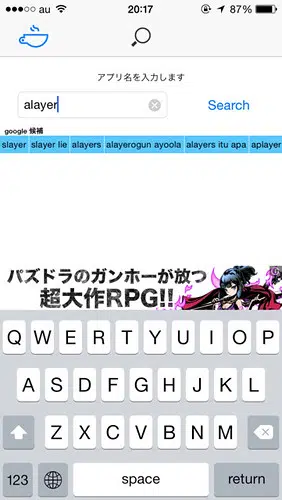 au 20:17 87%
アプリ名を入力します
alayer Search
google 候補
slayer slayer lie alayers alayerogun ayoola alayers itu apa aplayer
パズドラのガンホーが放つ
超大作RPG!!
Q W E R T Y U I O P
A S D F G H J K L
Z X C V B N M
123 space return